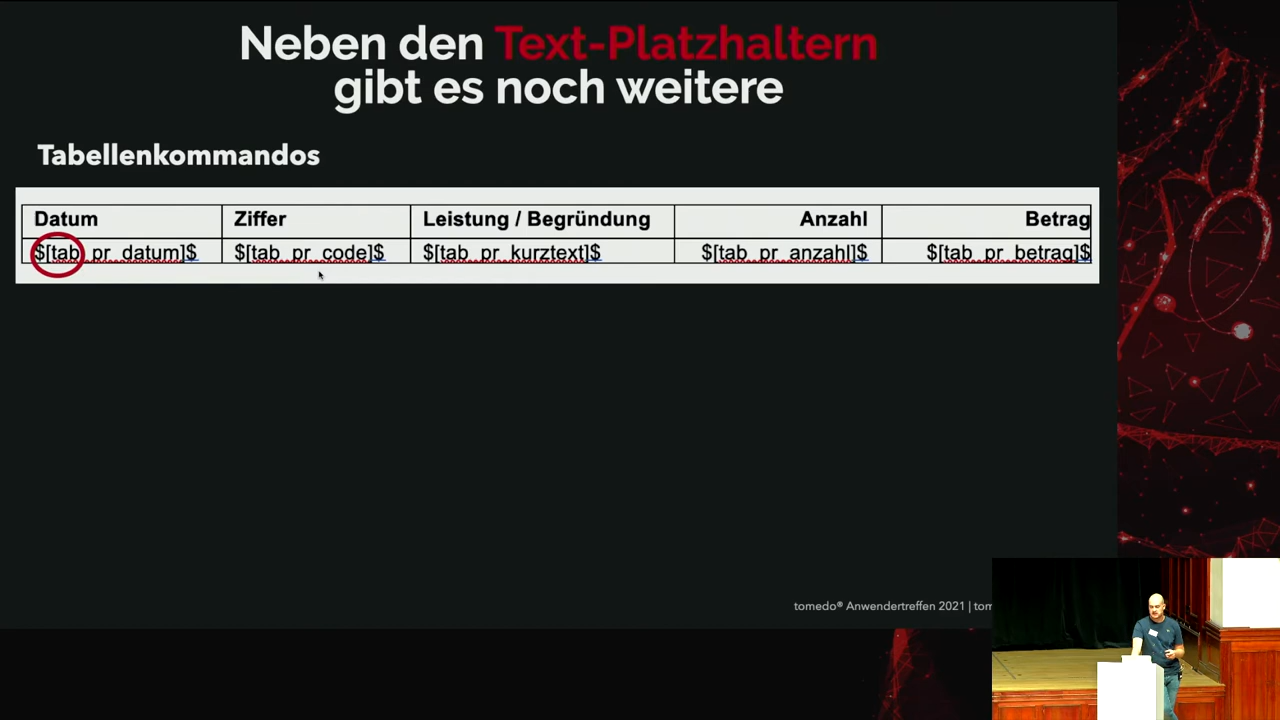 Neben den Text-Platzhaltern
gibt es noch weitere
Tabellenkommandos
Datum Ziffer Leistung / Begründung Anzahl Betrag
$[tab_pr_datum]$ $[tab_pr_code]$ $[tab_pr_kurztext]$ $[tab_pr_anzahl]$ $[tab_pr_betrag]$
tomedo® Anwendertreffen 2021 | tom